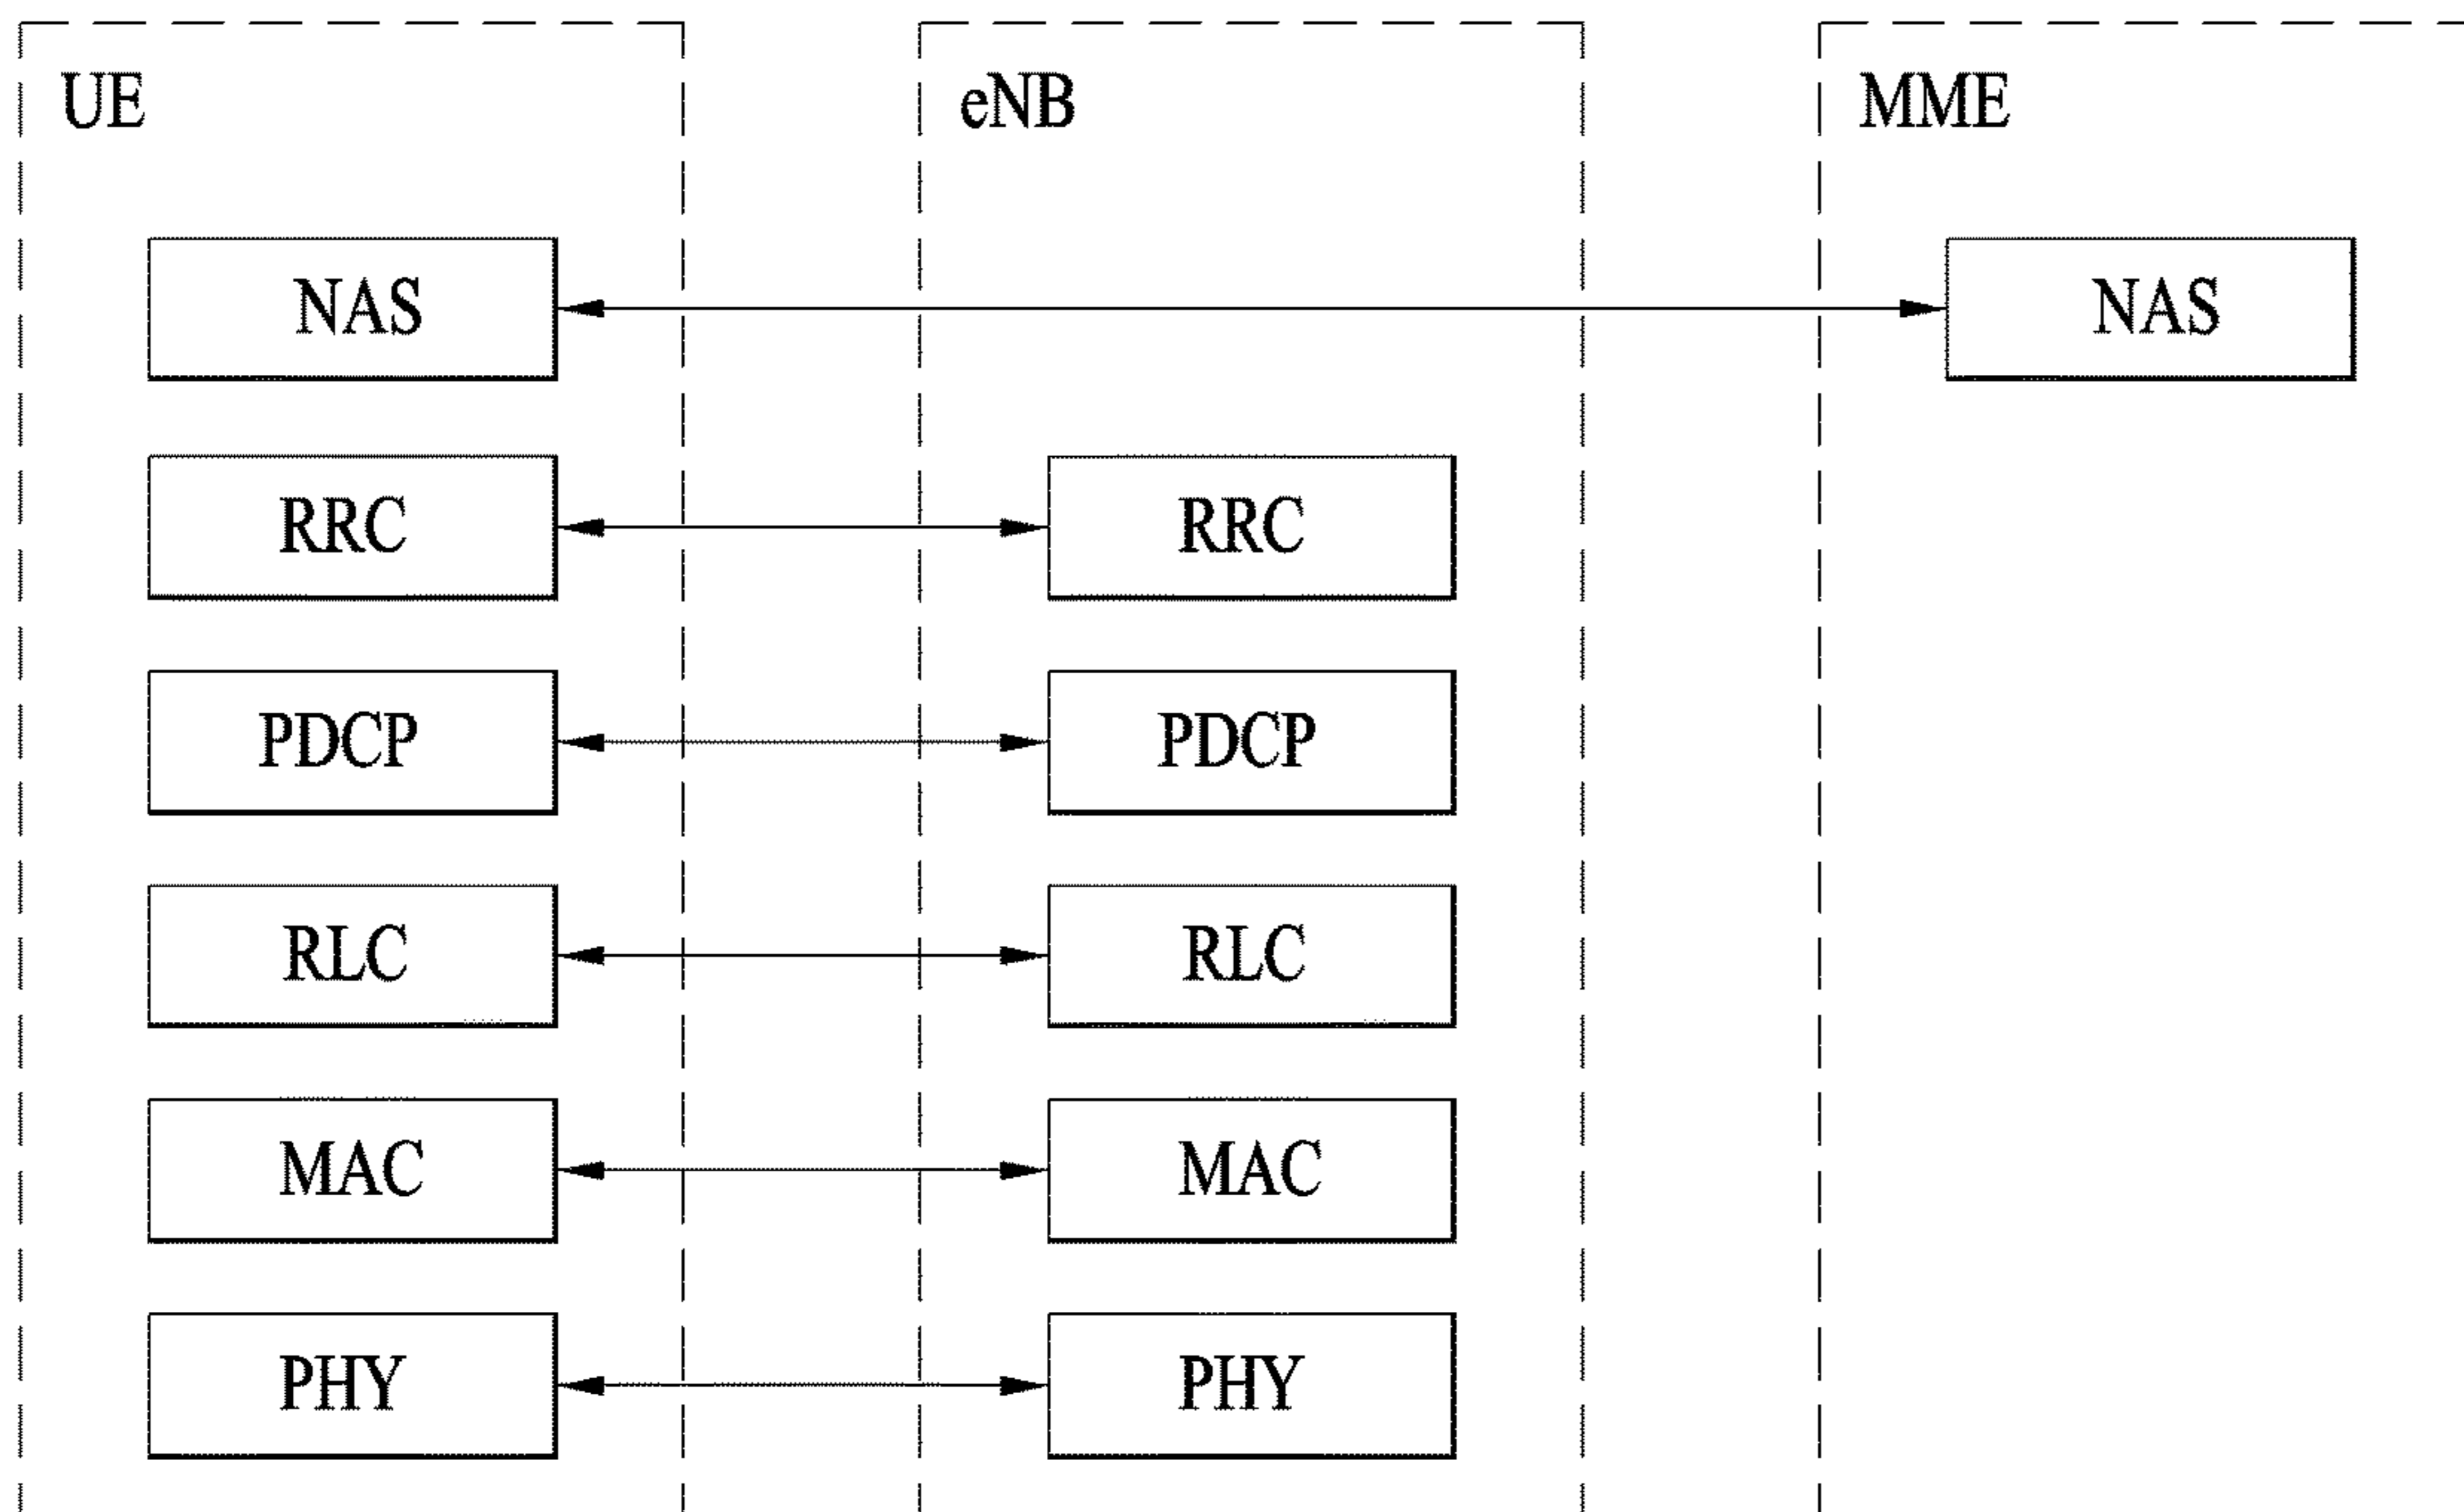 UE eNB MME
NAS NAS
RRC RRC
PDCP PDCP
RLC RLC
MAC MAC
PHY PHY